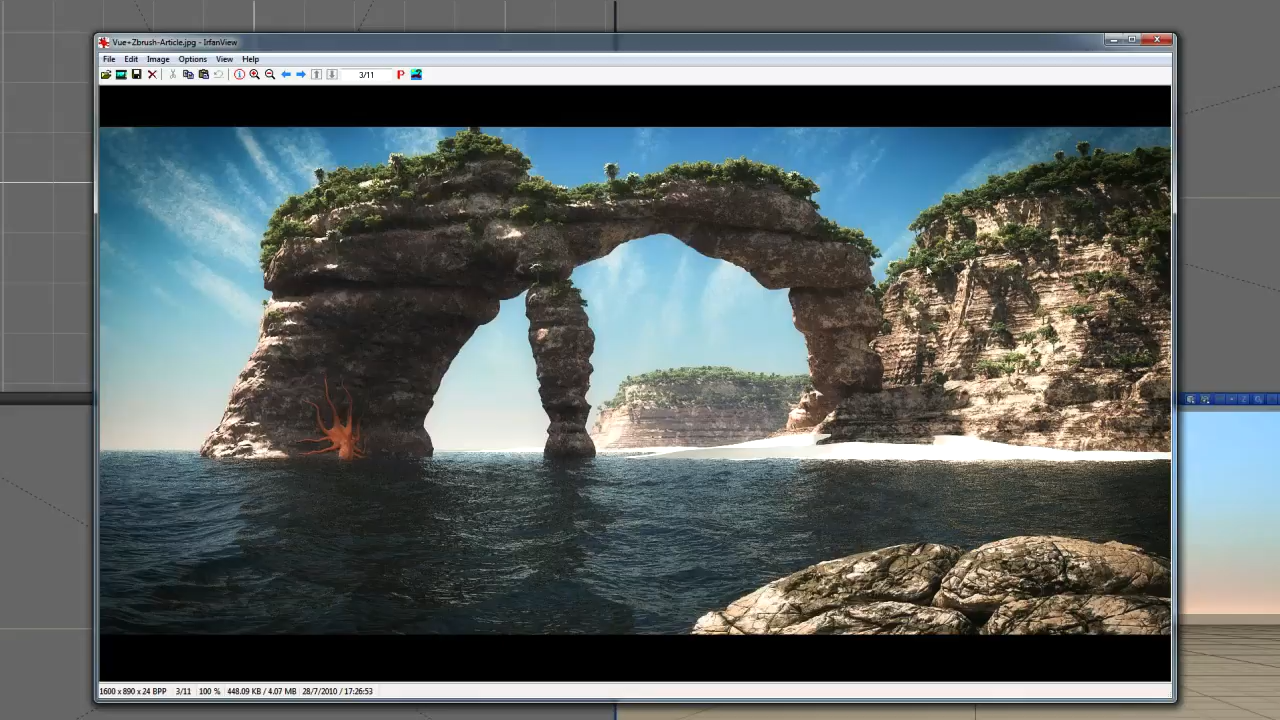 Vue+Zbrush-Article.jpg - IrfanView
File Edit Image Options View Help
3/11
1600 x 890 x 24 BPP 3/11 100 % 448.09 KB / 4.07 MB 28/7/2010 / 17:26:53